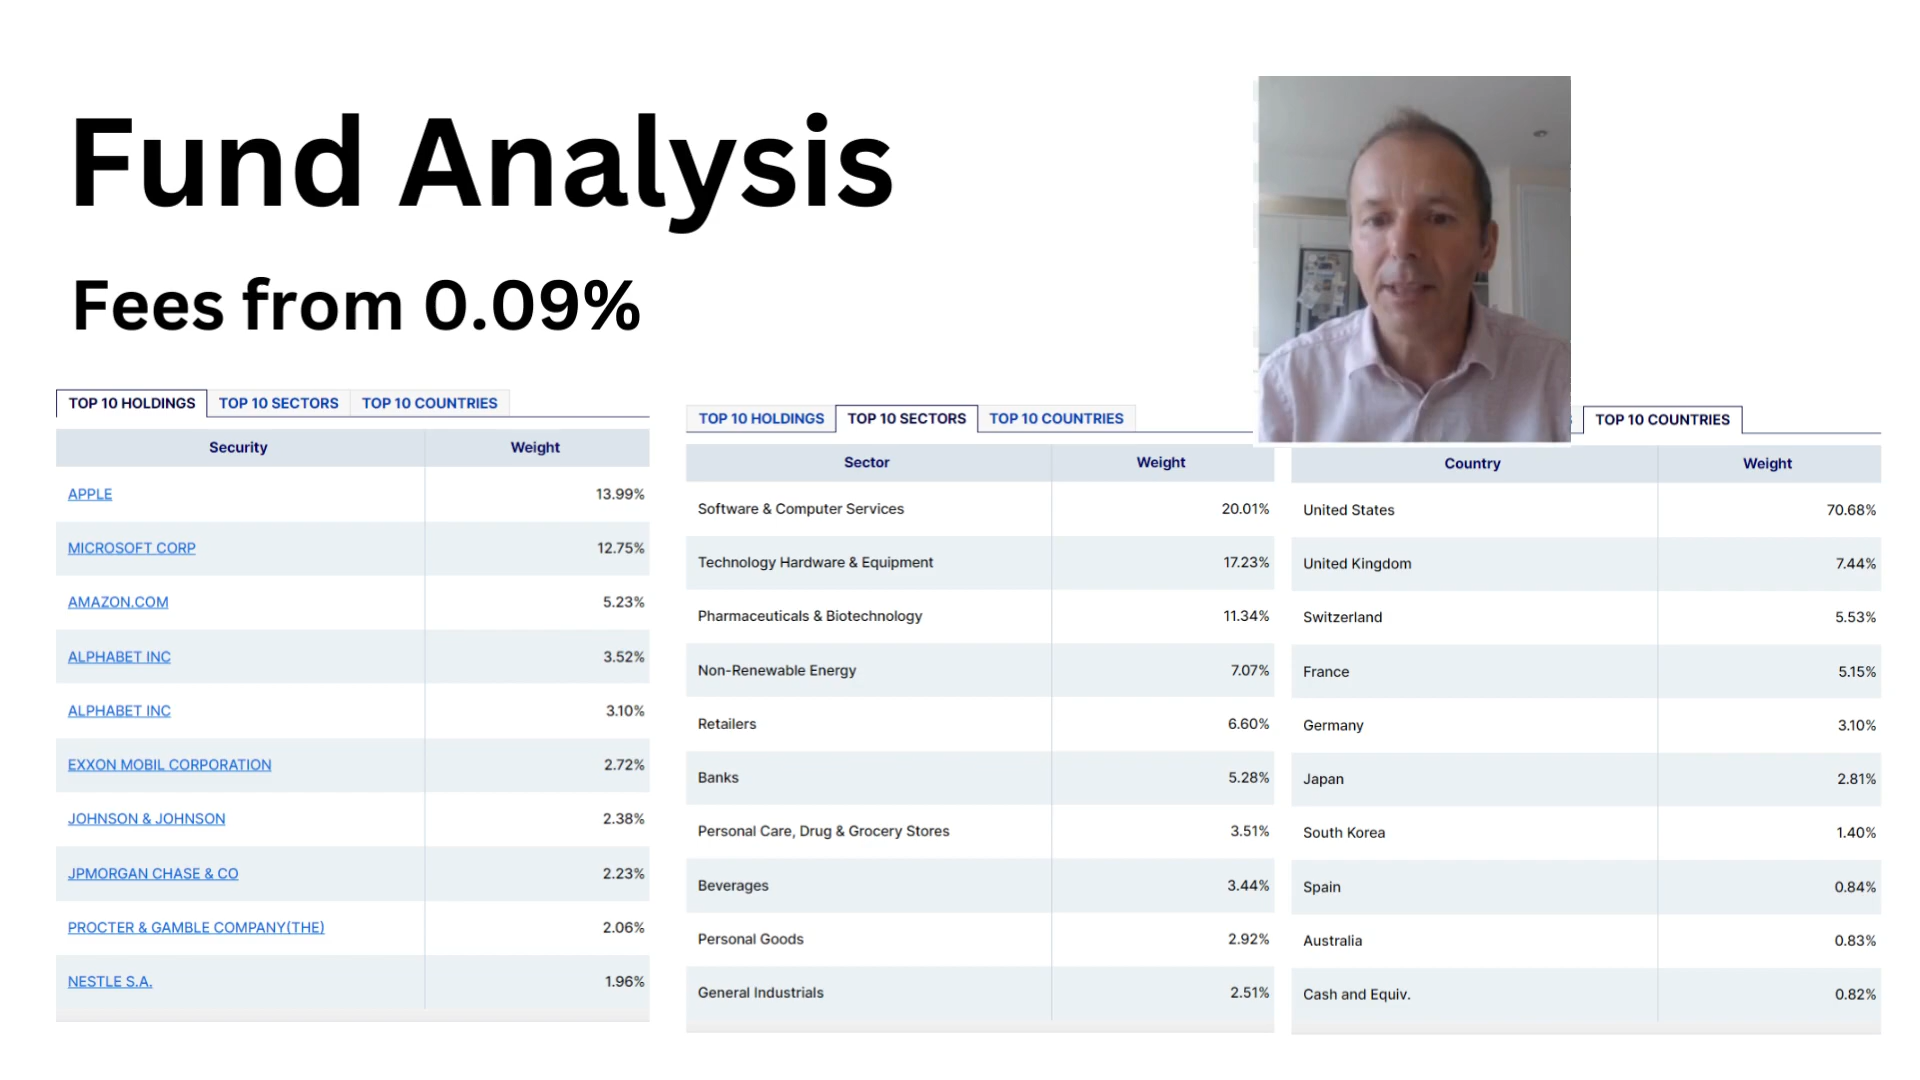 Fund Analysis
Fees from 0.09%
TOP 10 HOLDINGS TOP 10 SECTORS TOP 10 COUNTRIES
Security Weight
APPLE 13.99%
MICROSOFT CORP 12.75%
AMAZON.COM 5.23%
ALPHABET INC 3.52%
ALPHABET INC 3.10%
EXXON MOBIL CORPORATION 2.72%
JOHNSON & JOHNSON 2.38%
JPMORGAN CHASE & CO 2.23%
PROCTER & GAMBLE COMPANY(THE) 2.06%
NESTLE S.A. 1.96%
TOP 10 HOLDINGS TOP 10 SECTORS TOP 10 COUNTRIES
Sector Weight
Software & Computer Services 20.01%
Technology Hardware & Equipment 17.23%
Pharmaceuticals & Biotechnology 11.34%
Non-Renewable Energy 7.07%
Retailers 6.60%
Banks 5.28%
Personal Care, Drug & Grocery Stores 3.51%
Beverages 3.44%
Personal Goods 2.92%
General Industrials 2.51%
TOP 10 COUNTRIES
Country Weight
United States 70.68%
United Kingdom 7.44%
Switzerland 5.53%
France 5.15%
Germany 3.10%
Japan 2.81%
South Korea 1.40%
Spain 0.84%
Australia 0.83%
Cash and Equiv. 0.82%